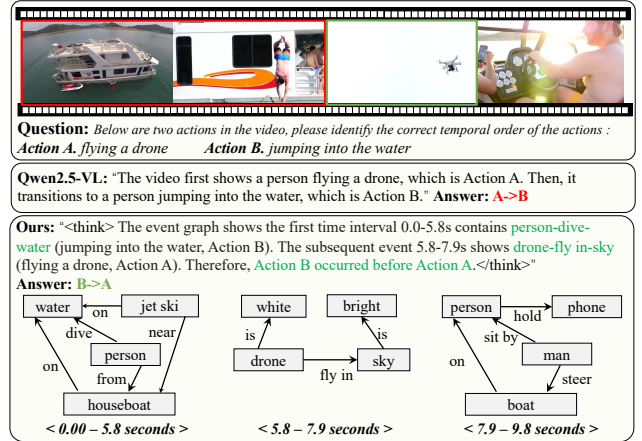 Question: Below are two actions in the video, please identify the correct temporal order of the actions :
Action A. flying a drone Action B. jumping into the water
Qwen2.5-VL: "The video first shows a person flying a drone, which is Action A. Then, it
transitions to a person jumping into the water, which is Action B." Answer: A->B
Ours: "<think> The event graph shows the first time interval 0.0-5.8s contains person-dive-
water (jumping into the water, Action B). The subsequent event 5.8-7.9s shows drone-fly in-sky
(flying a drone, Action A). Therefore, Action B occurred before Action A.</think>"
Answer: B->A
water on jet ski
dive near
person
on from
houseboat
< 0.00 – 5.8 seconds >
white bright
is is
drone fly in sky
< 5.8 – 7.9 seconds >
person hold phone
sit by man
on steer
boat
< 7.9 – 9.8 seconds >